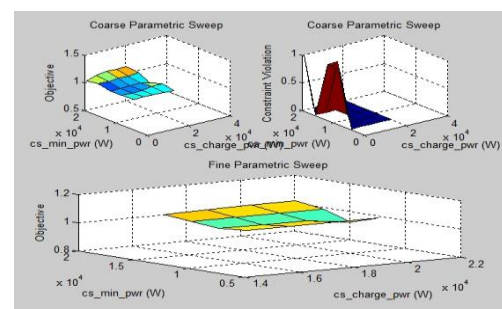 Coarse Parametric Sweep
1.5
1
0.5
Objective
2
1
0
x 10^4
cs_min_pwr (W)
0
2
4
x 10^4
cs_charge_pwr (W)
Coarse Parametric Sweep
1
0.5
0
Constraint Violation
2
1
0
x 10^4
cs_min_pwr (W)
0
2
4
x 10^4
cs_charge_pwr (W)
Fine Parametric Sweep
1.2
1
0.8
Objective
2
1.5
1
0.5
x 10^4
cs_min_pwr (W)
1.4
1.6
1.8
2
2.2
x 10^4
cs_charge_pwr (W)